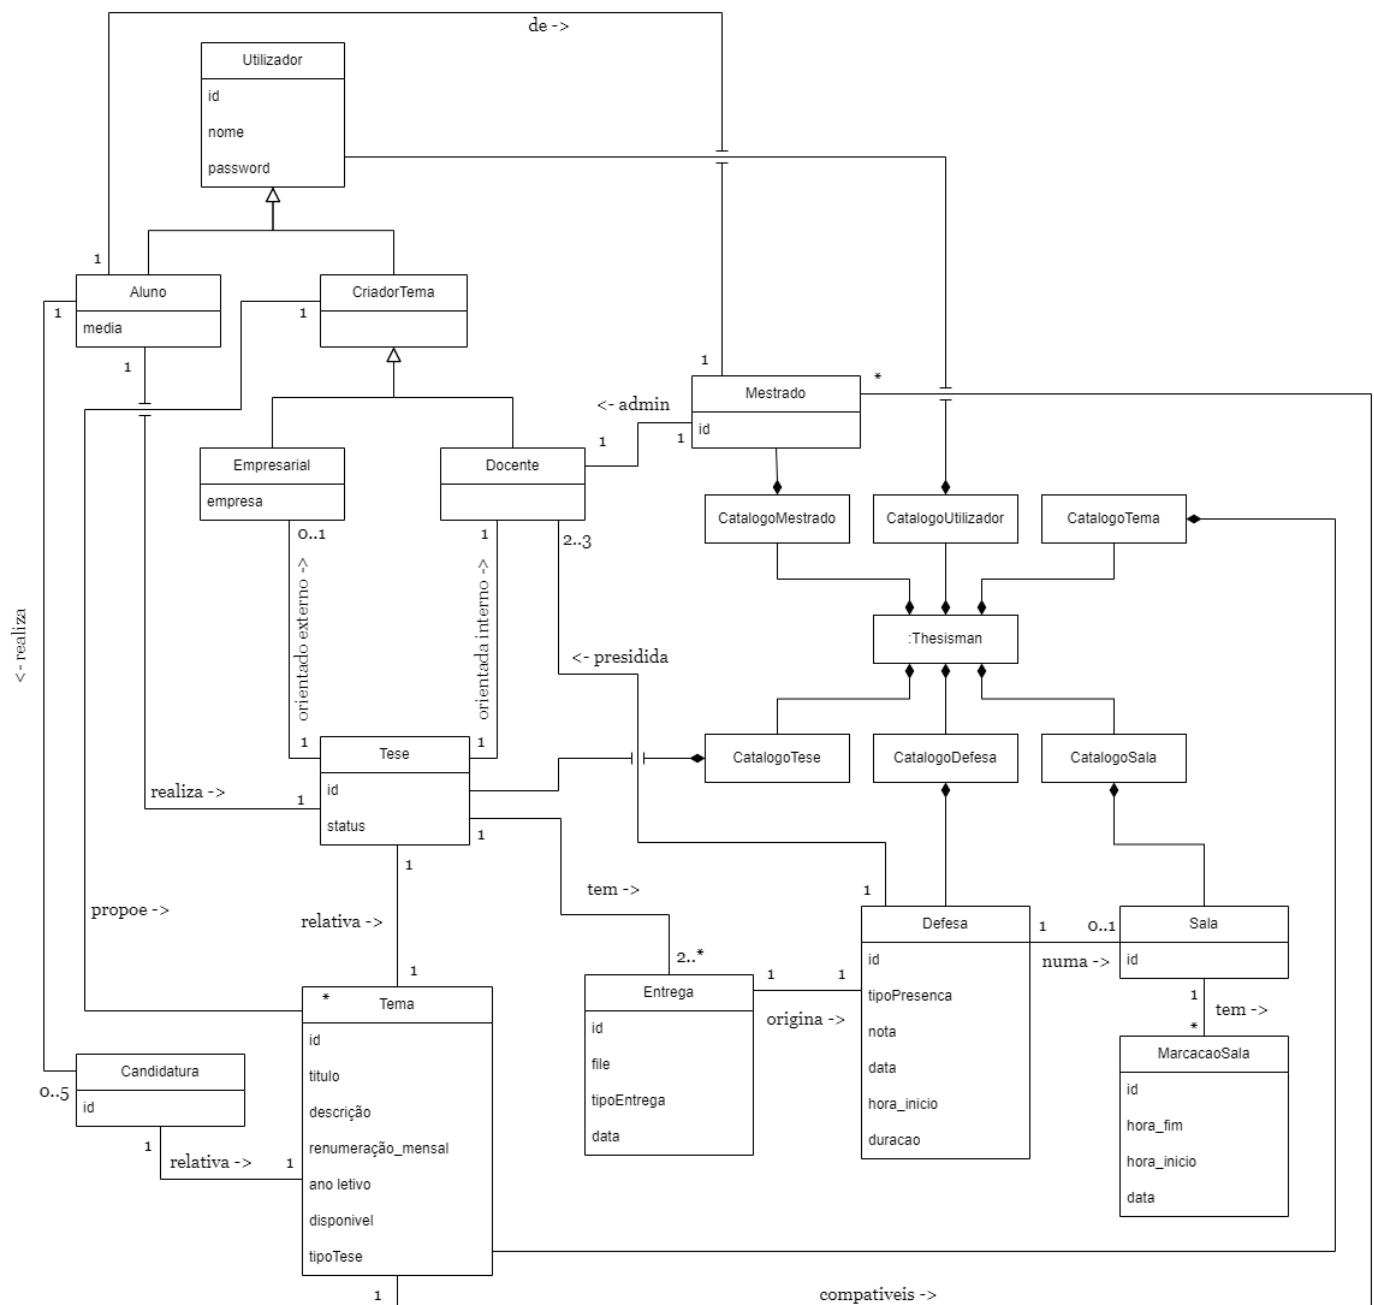 de ->
Utilizador
id
nome
password
1
Aluno
media
1
1
CriadorTema
1
1
Mestrado
id
*
<- admin
1
1
Empresarial
empresa
0..1
Docente
1
2..3
CatalogoMestrado
CatalogoUtilizador
CatalogoTema
:Thesisman
<- realiza
orientado externo ->
orientada interno ->
<- presidida
1
1
Tese
id
status
CatalogoTese
CatalogoDefesa
CatalogoSala
realiza ->
1
1
1
tem ->
propoe ->
relativa ->
1
2..*
1
Defesa
id
tipoPresenca
nota
data
hora_inicio
duracao
1
0..1
numa ->
Sala
id
1
tem ->
*
MarcacaoSala
id
hora_fim
hora_inicio
data
Entrega
id
file
tipoEntrega
data
1
1
origina ->
*
Tema
id
titulo
descrição
renumeração_mensal
ano letivo
disponivel
tipoTese
0..5
Candidatura
id
1
relativa ->
1
1
compativeis ->